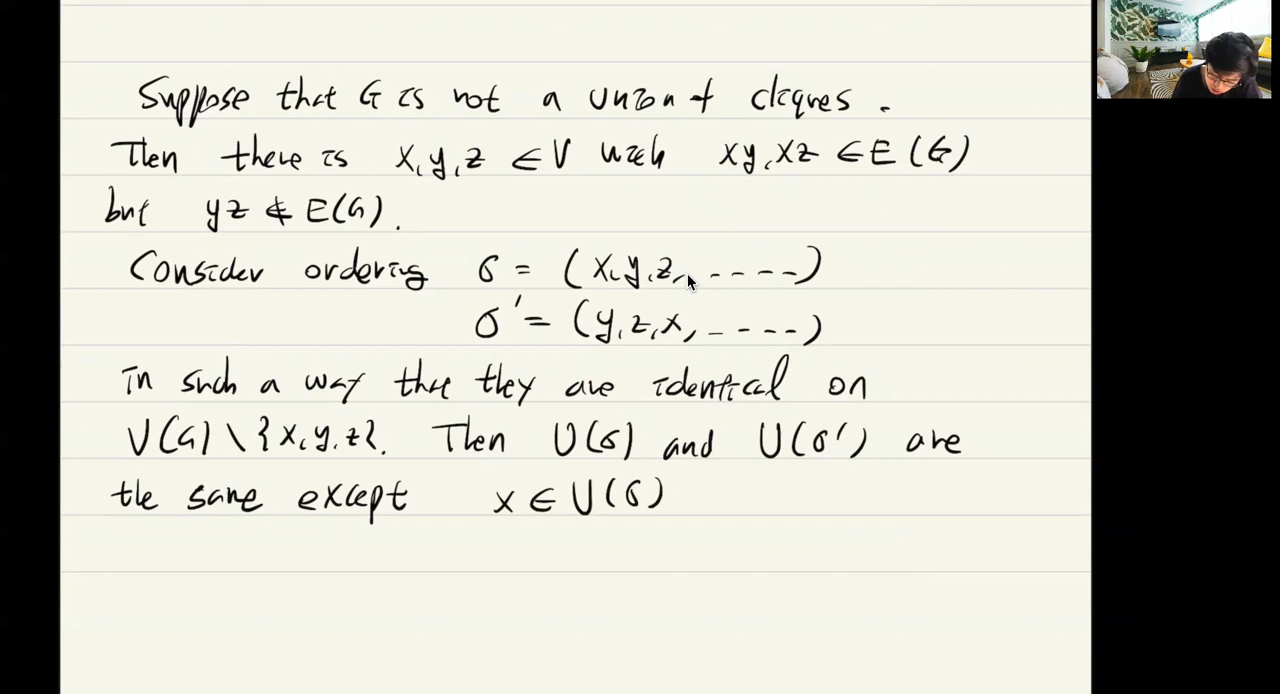 Suppose that G is not a union of cliques.
Then there is x, y, z ∈ V with xy, xz ∈ E(G)
but yz ∉ E(G).
Consider ordering σ = (x, y, z, -----)
σ' = (y, z, x, -----)
in such a way that they are identical on
V(G) \ {x, y, z}. Then U(σ) and U(σ') are
the same except x ∈ U(σ)